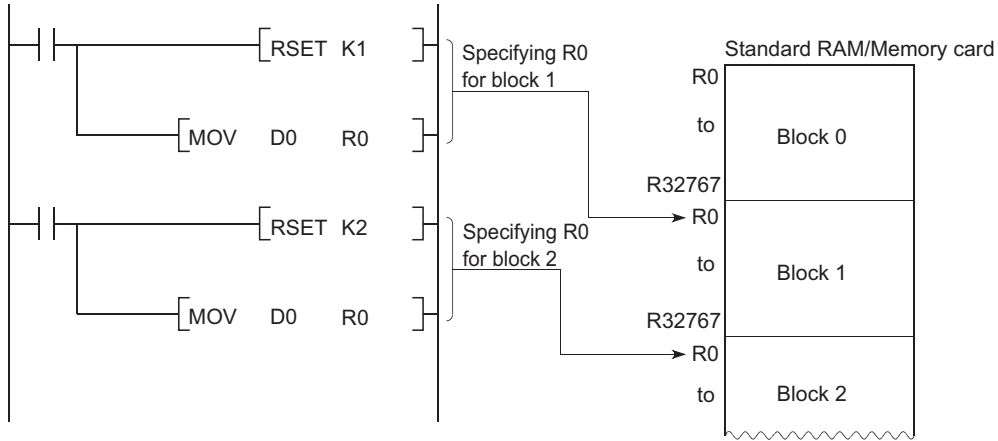 RSET K1
MOV D0 R0
Specifying R0
for block 1
RSET K2
MOV D0 R0
Specifying R0
for block 2
Standard RAM/Memory card
R0
to
Block 0
R32767
R0
to
Block 1
R32767
R0
to
Block 2